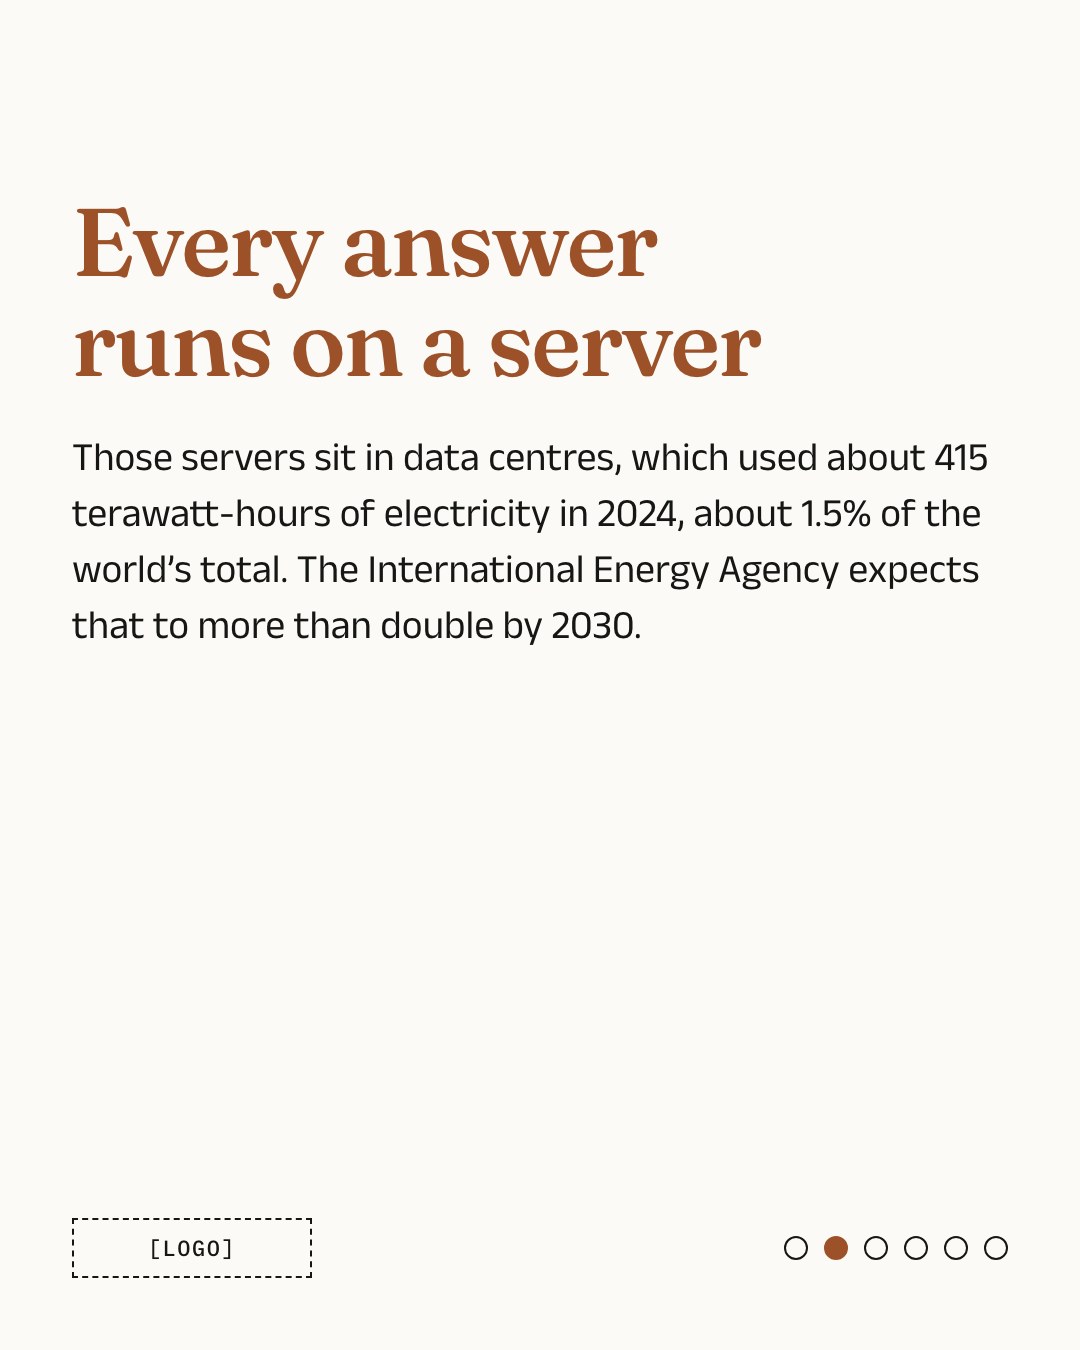 Every answer
runs on a server
Those servers sit in data centres, which used about 415
terawatt-hours of electricity in 2024, about 1.5% of the
world’s total. The International Energy Agency expects
that to more than double by 2030.
[LOGO]